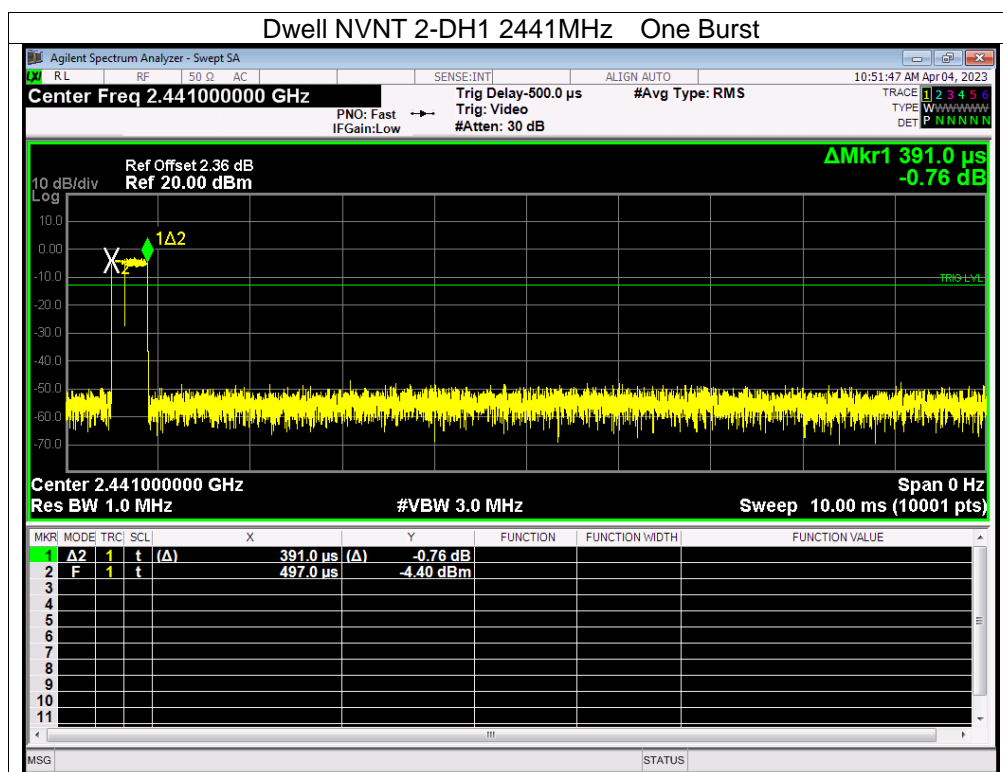 Dwell NVNT 2-DH1 2441MHz One Burst
Agilent Spectrum Analyzer - Swept SA
LXI RL RF 50 Ω AC SENSE:INT ALIGN AUTO 10:51:47 AM Apr 04, 2023
Center Freq 2.441000000 GHz Trig Delay-500.0 µs #Avg Type: RMS TRACE 1 2 3 4 5 6
PNO: Fast Trig: Video TYPE WWWWWW
IFGain:Low #Atten: 30 dB DET P N N N N N
ΔMkr1 391.0 µs
-0.76 dB
Ref Offset 2.36 dB
10 dB/div Ref 20.00 dBm
Log
10.0
0.00
-10.0
-20.0
-30.0
-40.0
-50.0
-60.0
-70.0
1Δ2
2
TRIG LVL
Center 2.441000000 GHz Span 0 Hz
Res BW 1.0 MHz #VBW 3.0 MHz Sweep 10.00 ms (10001 pts)
MKR MODE TRC SCL X Y FUNCTION FUNCTION WIDTH FUNCTION VALUE
1 Δ2 1 t (Δ) 391.0 µs (Δ) -0.76 dB
2 F 1 t 497.0 µs -4.40 dBm
3
4
5
6
7
8
9
10
11
MSG STATUS